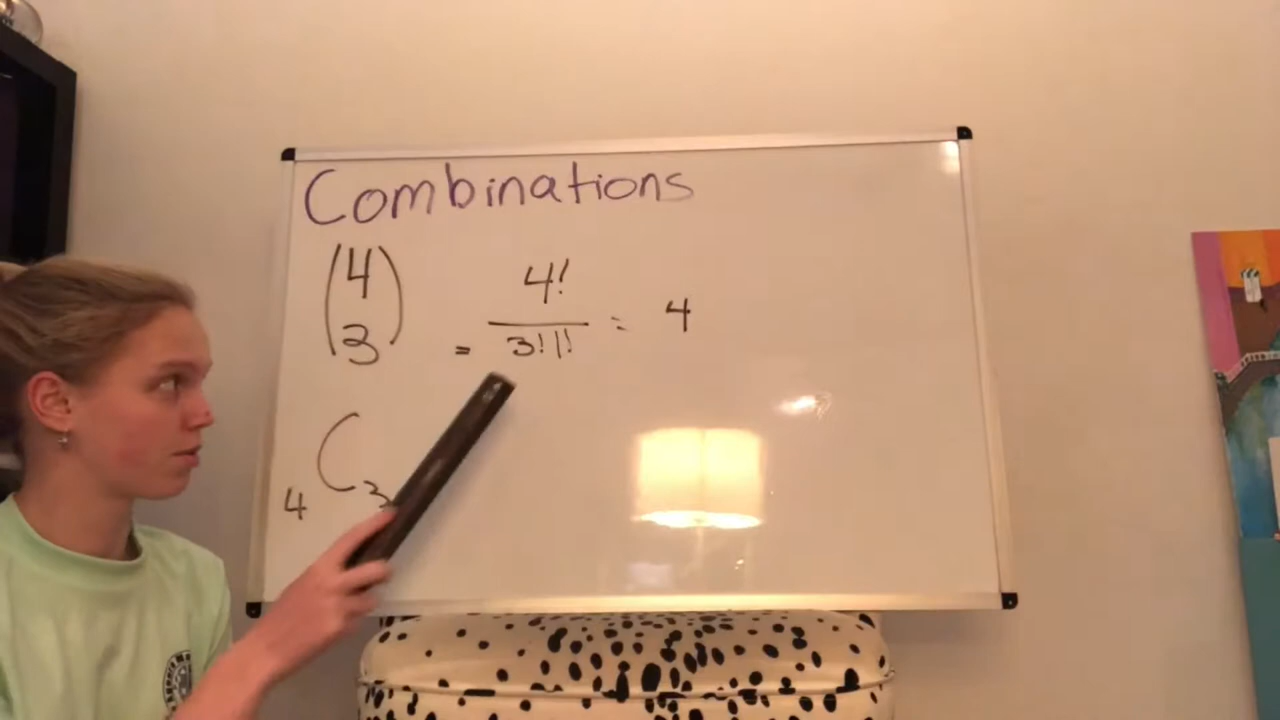 Combinations
(4 3) = 4! / 3!1! = 4
4C3